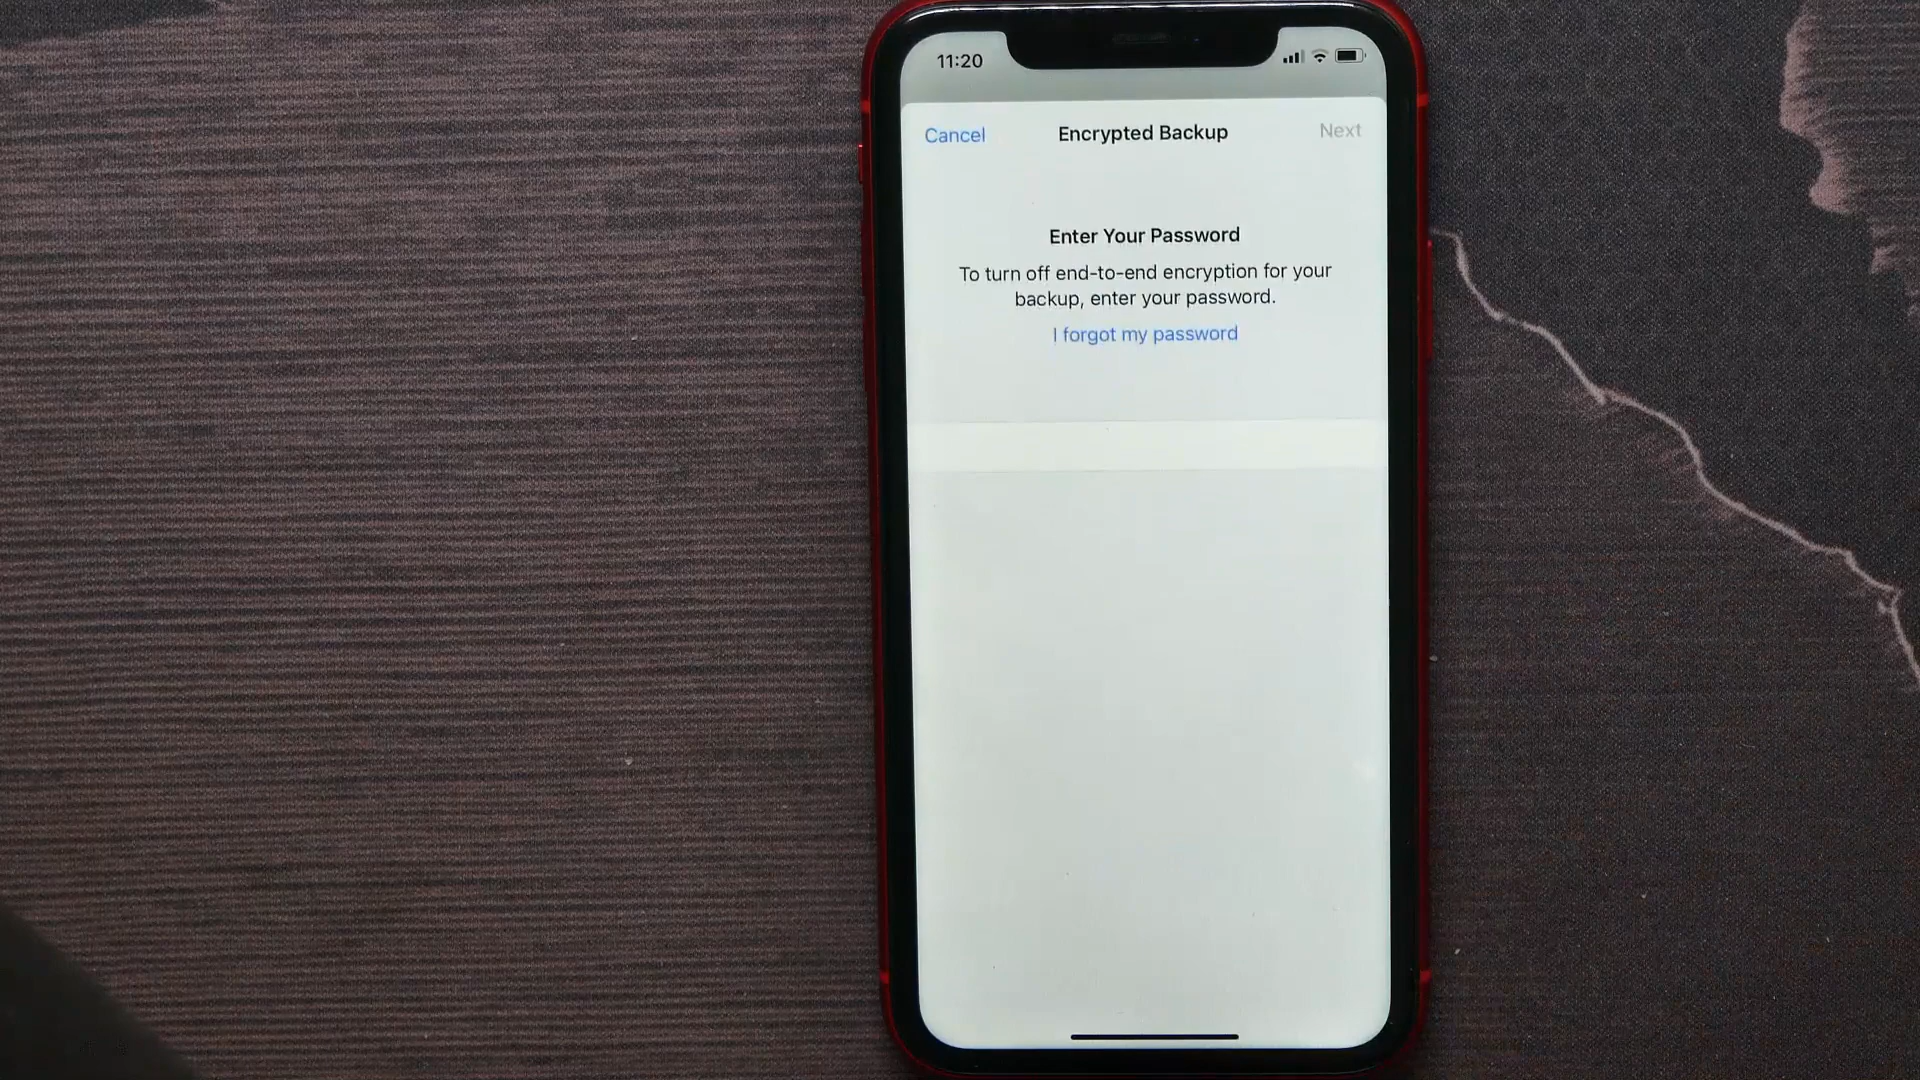 11:20
Cancel
Encrypted Backup
Next
Enter Your Password
To turn off end-to-end encryption for your
backup, enter your password.
I forgot my password